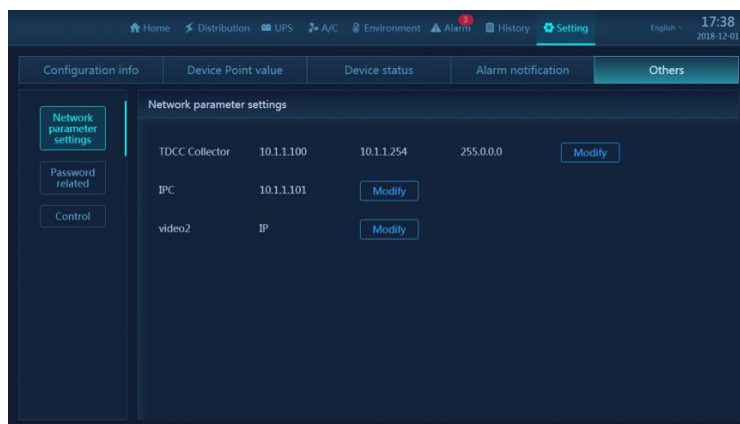 Home Distribution UPS A/C Environment Alarm 3 History Setting English 17:38
2018-12-01
Configuration info Device Point value Device status Alarm notification Others
Network parameter settings
Network
parameter
settings
Password
related
Control
TDCC Collector 10.1.1.100 10.1.1.254 255.0.0.0 Modify
IPC 10.1.1.101 Modify
video2 IP Modify